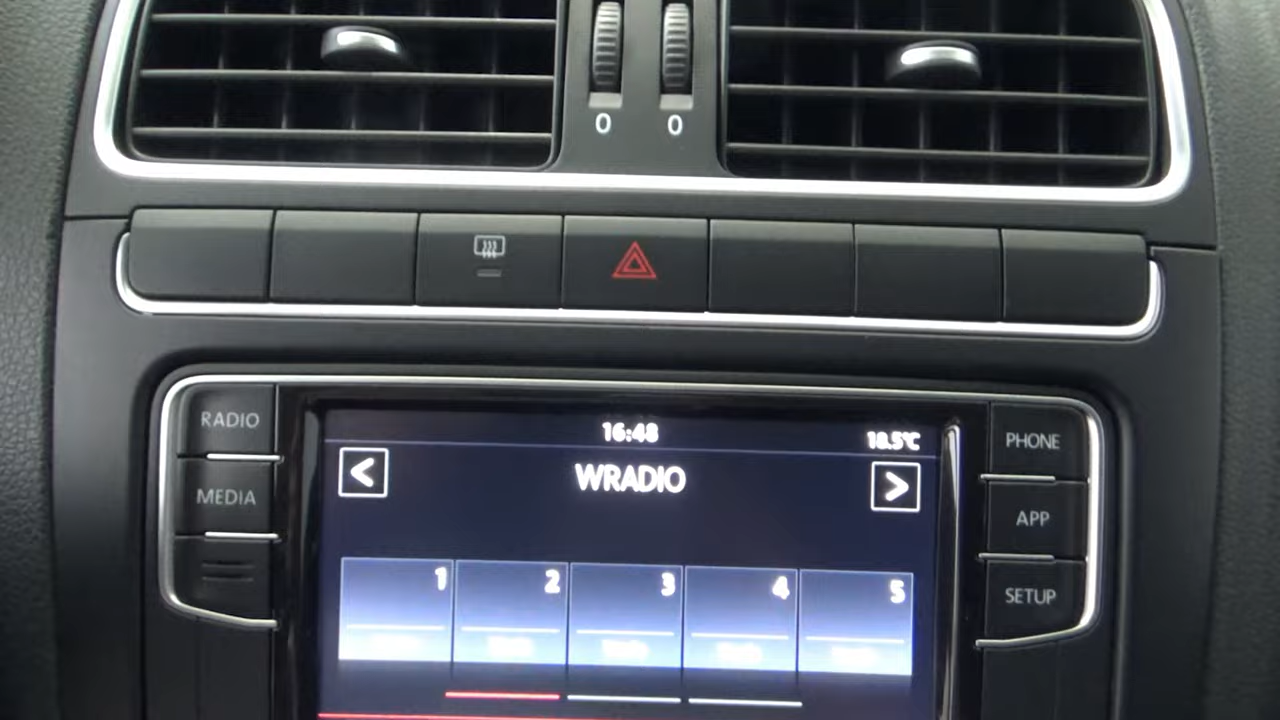 0 0
RADIO
MEDIA
16:48
18.5°C
<
WRADIO
>
1 2 3 4 5
PHONE
APP
SETUP